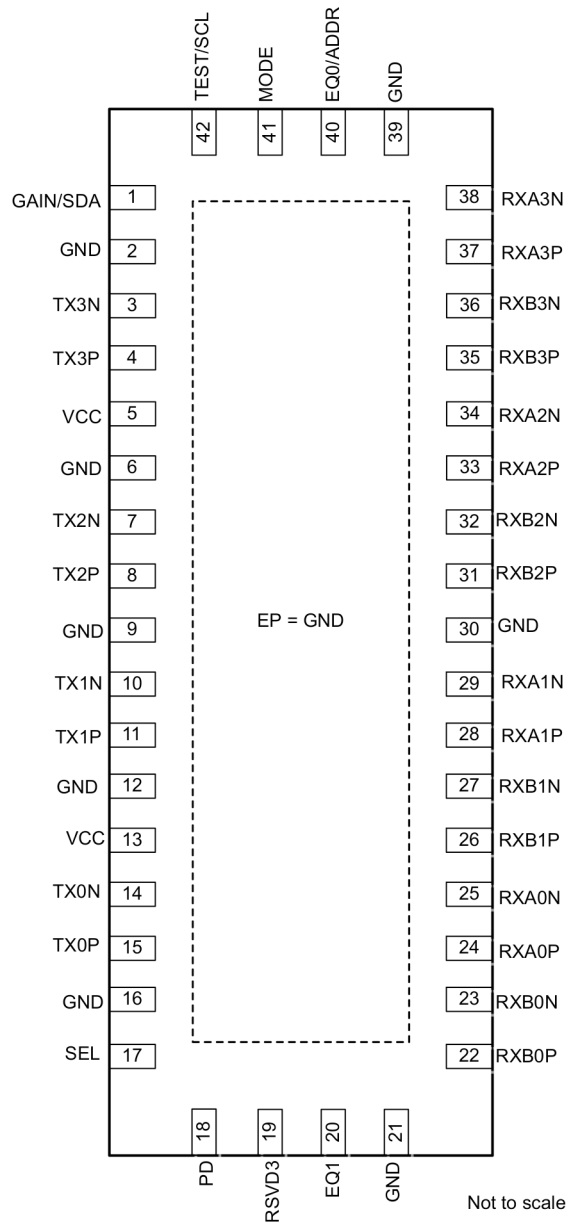 TEST/SCL
MODE
EQ0/ADDR
GND
42
41
40
39
GAIN/SDA 1
GND 2
TX3N 3
TX3P 4
VCC 5
GND 6
TX2N 7
TX2P 8
GND 9
TX1N 10
TX1P 11
GND 12
VCC 13
TX0N 14
TX0P 15
GND 16
SEL 17
EP = GND
38 RXA3N
37 RXA3P
36 RXB3N
35 RXB3P
34 RXA2N
33 RXA2P
32 RXB2N
31 RXB2P
30 GND
29 RXA1N
28 RXA1P
27 RXB1N
26 RXB1P
25 RXA0N
24 RXA0P
23 RXB0N
22 RXB0P
18
19
20
21
PD
RSVD3
EQ1
GND
Not to scale